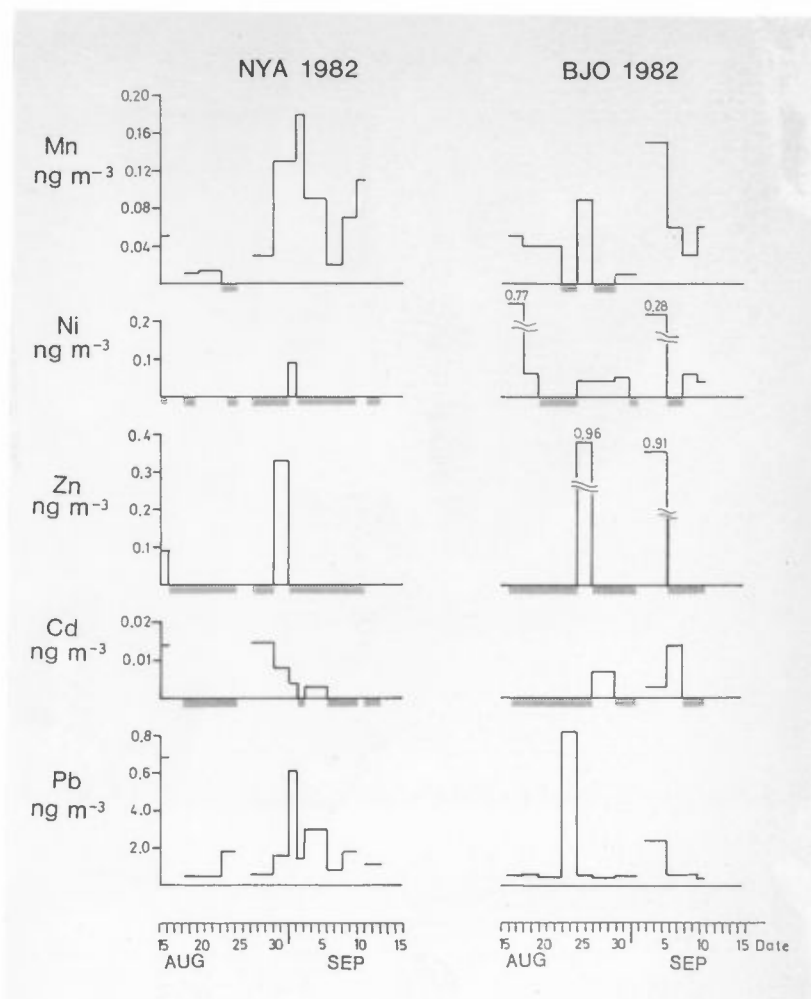 NYA 1982
BJO 1982
Mn
ng m⁻³
0,20
0,16
0.12
0.08
0.04
Ni
ng m⁻³
0,2
0.1
0.77
0,28
Zn
ng m⁻³
0.4
0.3
0.2
0.1
0,96
0.91
Cd
ng m⁻³
0.02
0.01
Pb
ng m⁻³
0.8
0.6
4.0
2.0
15 20 25 30 5 10 15
AUG SEP
15 20 25 30 5 10 15 Date
AUG SEP